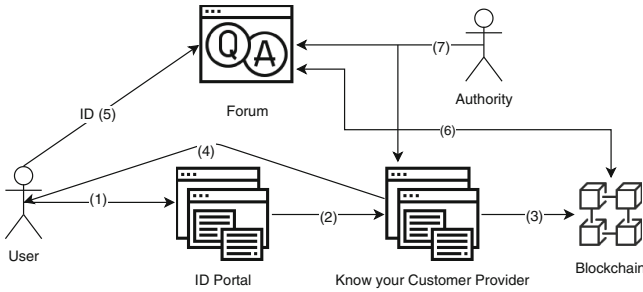 Q A
(7)
Forum
Authority
ID (5)
(6)
(4)
(1)
(2)
(3)
User
ID Portal
Know your Customer Provider
Blockchain